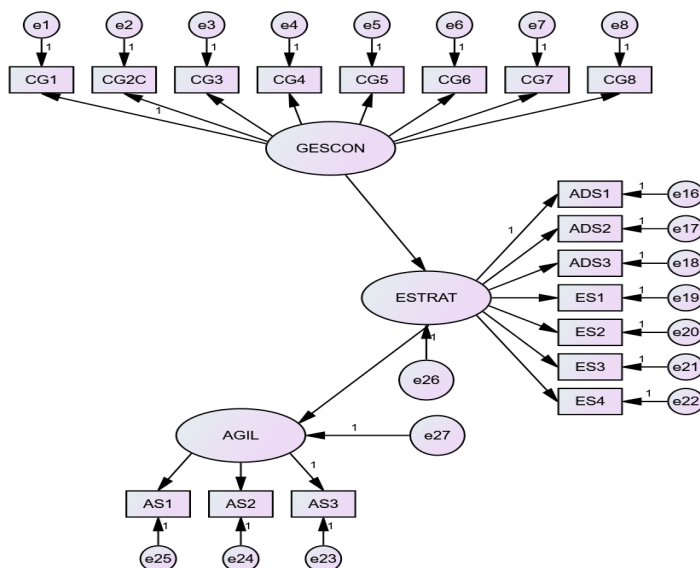 e1 e2 e3 e4 e5 e6 e7 e8
1 1 1 1 1 1 1 1
CG1 CG2C CG3 CG4 CG5 CG6 CG7 CG8
1
GESCON
ADS1 1 e16
1 ADS2 1 e17
ADS3 1 e18
ESTRAT ES1 1 e19
ES2 1 e20
1
ES3 1 e21
e26
ES4 1 e22
AGIL 1 e27
1
AS1 AS2 AS3
1 1 1
e25 e24 e23